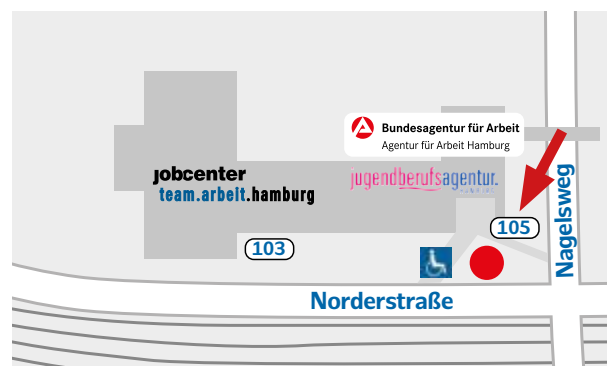 Bundesagentur für Arbeit
Agentur für Arbeit Hamburg
jobcenter
team.arbeit.hamburg
jugendberufsagentur.
103
105
Nagelsweg
Norderstraße